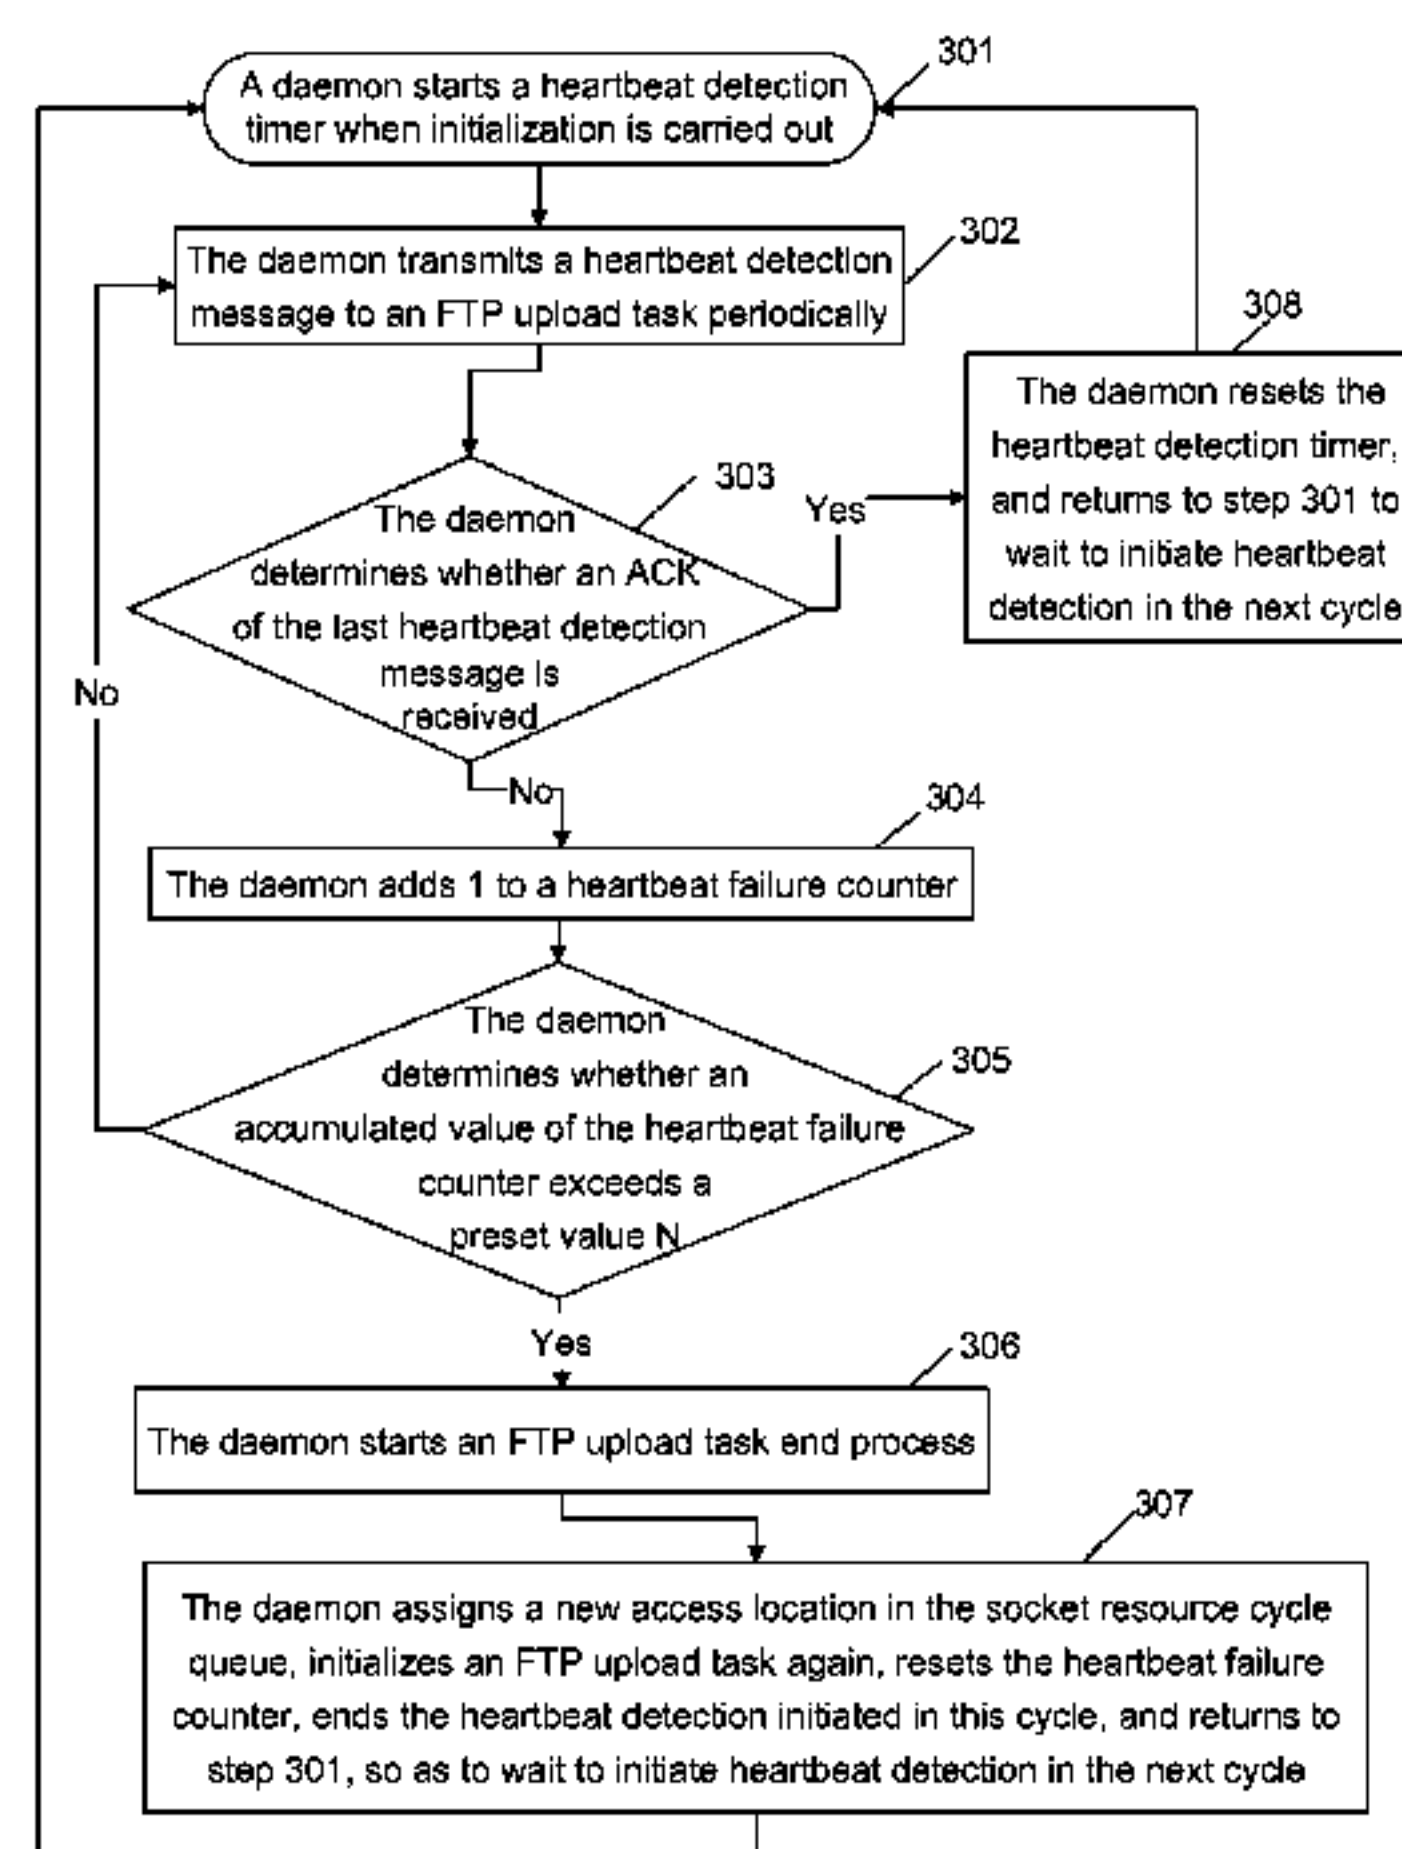 301
A daemon starts a heartbeat detection
timer when initialization is carried out
302
The daemon transmits a heartbeat detection
message to an FTP upload task periodically
308
The daemon resets the
heartbeat detection timer,
and returns to step 301 to
wait to initiate heartbeat
detection in the next cycle
303
Yes
The daemon
determines whether an ACK
of the last heartbeat detection
message is
received
No
No
304
The daemon adds 1 to a heartbeat failure counter
305
The daemon
determines whether an
accumulated value of the heartbeat failure
counter exceeds a
preset value N
Yes
306
The daemon starts an FTP upload task end process
307
The daemon assigns a new access location in the socket resource cycle
queue, initializes an FTP upload task again, resets the heartbeat failure
counter, ends the heartbeat detection initiated in this cycle, and returns to
step 301, so as to wait to initiate heartbeat detection in the next cycle